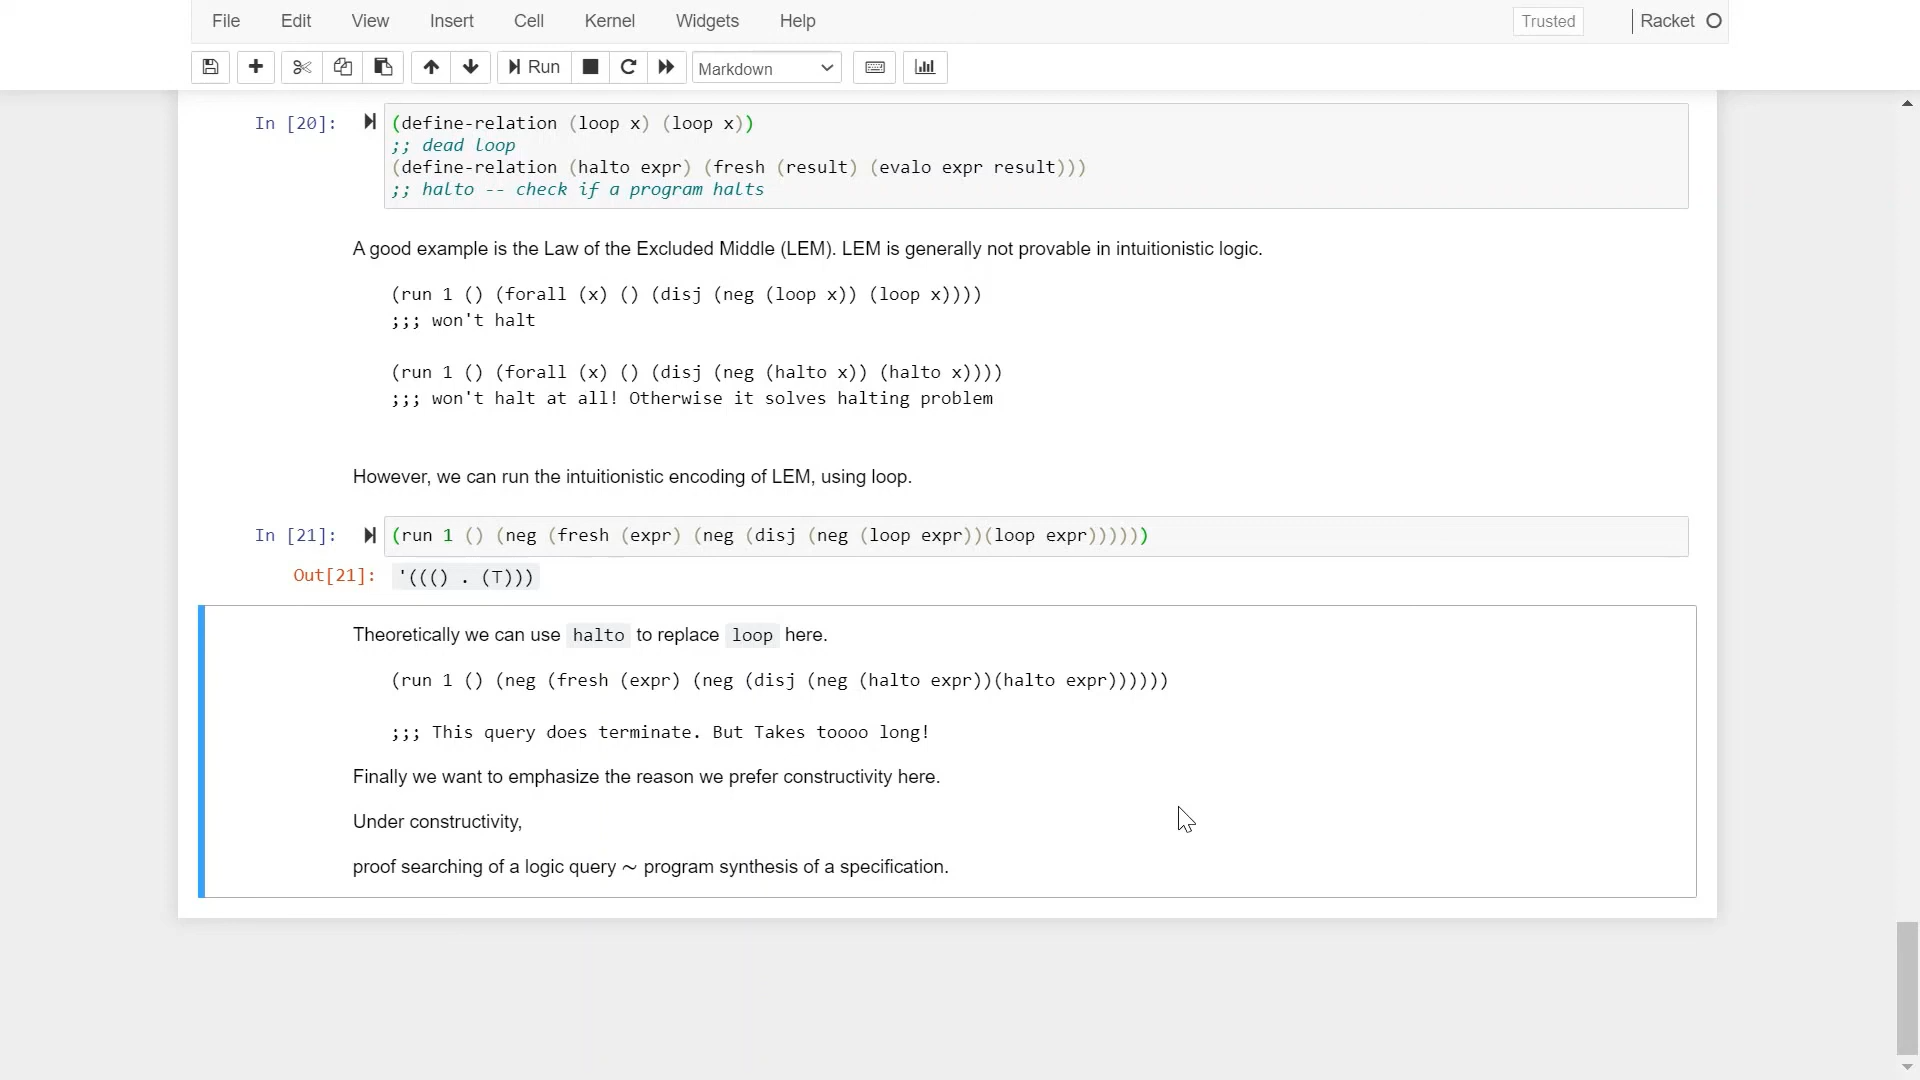 File Edit View Insert Cell Kernel Widgets Help Trusted Racket
Run Markdown
In [20]: (define-relation (loop x) (loop x))
;; dead loop
(define-relation (halto expr) (fresh (result) (evalo expr result)))
;; halto -- check if a program halts
A good example is the Law of the Excluded Middle (LEM). LEM is generally not provable in intuitionistic logic.
(run 1 () (forall (x) () (disj (neg (loop x)) (loop x))))
;;; won't halt
(run 1 () (forall (x) () (disj (neg (halto x)) (halto x))))
;;; won't halt at all! Otherwise it solves halting problem
However, we can run the intuitionistic encoding of LEM, using loop.
In [21]: (run 1 () (neg (fresh (expr) (neg (disj (neg (loop expr))(loop expr))))))
Out[21]: '((() . (⊤)))
Theoretically we can use halto to replace loop here.
(run 1 () (neg (fresh (expr) (neg (disj (neg (halto expr))(halto expr))))))
;;; This query does terminate. But Takes toooo long!
Finally we want to emphasize the reason we prefer constructivity here.
Under constructivity,
proof searching of a logic query ∼ program synthesis of a specification.